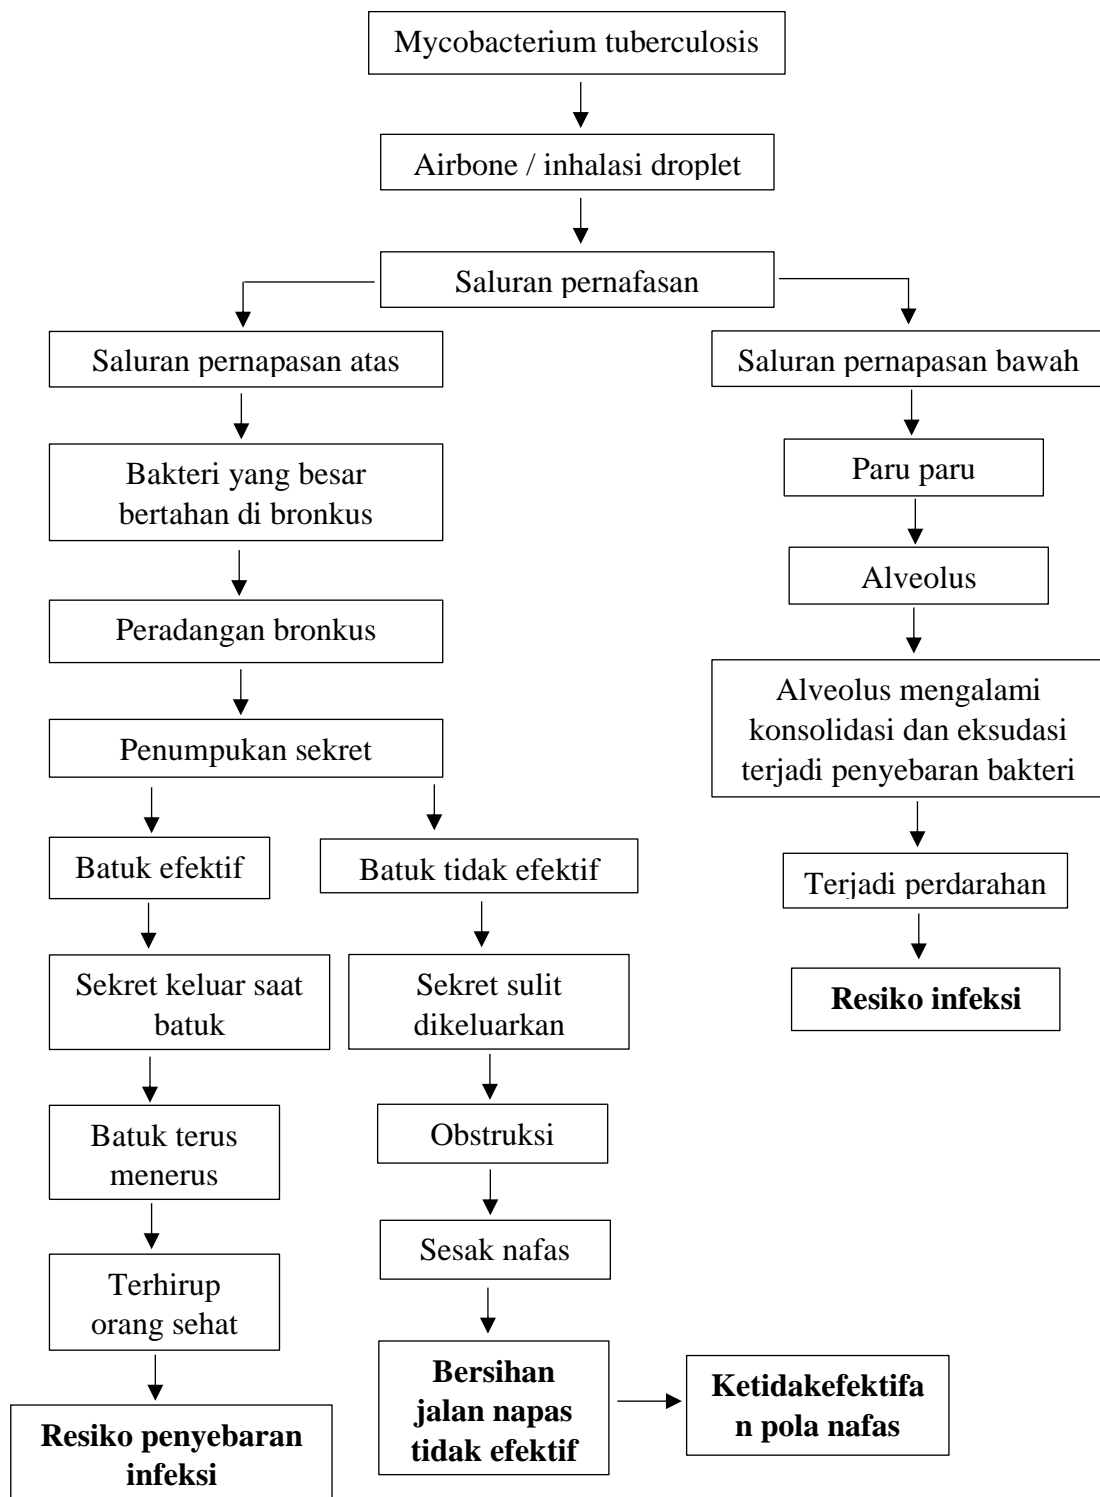 Mycobacterium tuberculosis
Airbone / inhalasi droplet
Saluran pernafasan
Saluran pernapasan atas
Saluran pernapasan bawah
Bakteri yang besar
bertahan di bronkus
Paru paru
Alveolus
Peradangan bronkus
Alveolus mengalami
konsolidasi dan eksudasi
terjadi penyebaran bakteri
Penumpukan sekret
Batuk efektif
Batuk tidak efektif
Terjadi perdarahan
Sekret keluar saat
batuk
Sekret sulit
dikeluarkan
Resiko infeksi
Batuk terus
menerus
Obstruksi
Sesak nafas
Terhirup
orang sehat
Bersihan
jalan napas
tidak efektif
Ketidakefektifa
n pola nafas
Resiko penyebaran
infeksi